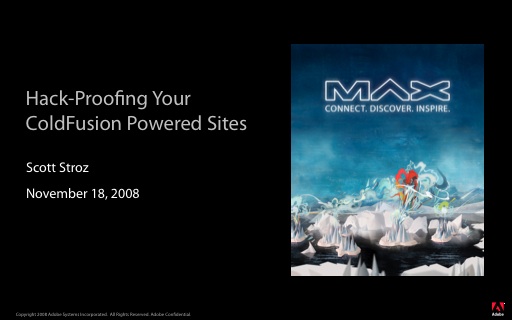 Hack-Proofing Your
ColdFusion Powered Sites
Scott Stroz
November 18, 2008
MAX
CONNECT. DISCOVER. INSPIRE.
Copyright 2008 Adobe Systems Incorporated. All Rights Reserved. Adobe Confidential.
Adobe